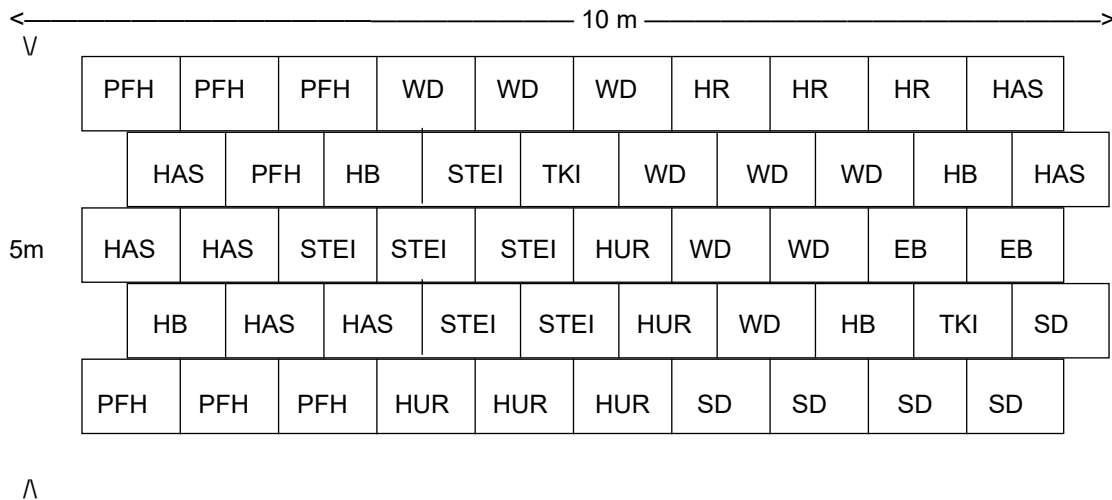 10 m
PFH PFH PFH WD WD WD HR HR HR HAS
HAS PFH HB STEI TKI WD WD WD HB HAS
5m HAS HAS STEI STEI STEI HUR WD WD EB EB
HB HAS HAS STEI STEI HUR WD HB TKI SD
PFH PFH PFH HUR HUR HUR SD SD SD SD